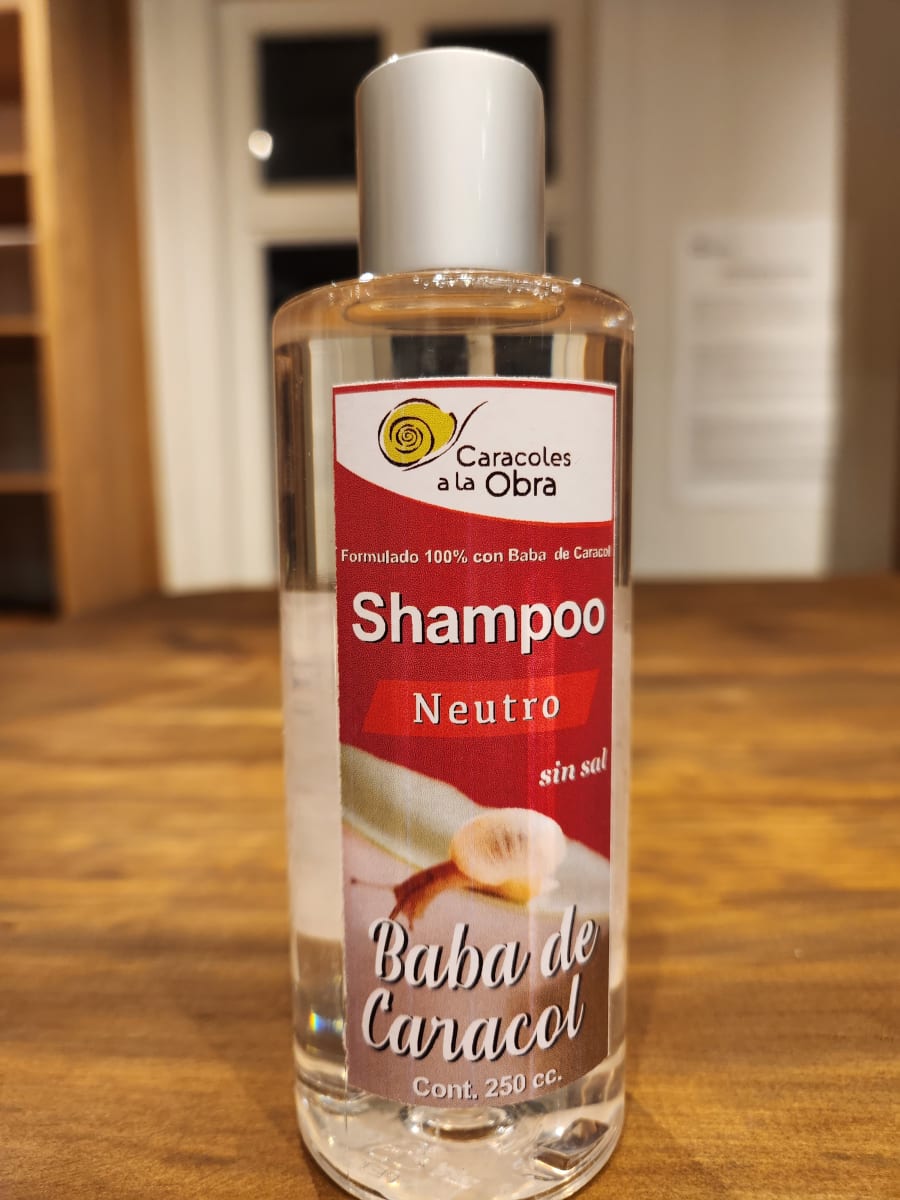 Caracoles
a la Obra
Formulado 100% con Baba de Caracol
Shampoo
Neutro
sin sal
Baba de
Caracol
Cont. 250 cc.